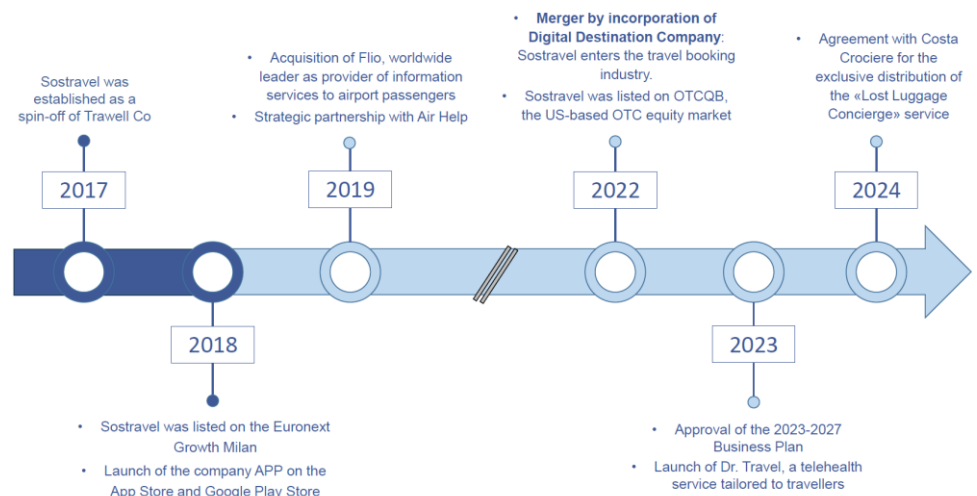 Sostravel was
established as a
spin-off of Trawell Co
2017
• Sostravel was listed on the Euronext
Growth Milan
• Launch of the company APP on the
App Store and Google Play Store
2018
• Acquisition of Flio, worldwide
leader as provider of information
services to airport passengers
• Strategic partnership with Air Help
2019
• Merger by incorporation of
Digital Destination Company:
Sostravel enters the travel booking
industry.
• Sostravel was listed on OTCQB,
the US-based OTC equity market
2022
2023
• Approval of the 2023-2027
Business Plan
• Launch of Dr. Travel, a telehealth
service tailored to travellers
• Agreement with Costa
Crociere for the
exclusive distribution of
the «Lost Luggage
Concierge» service
2024